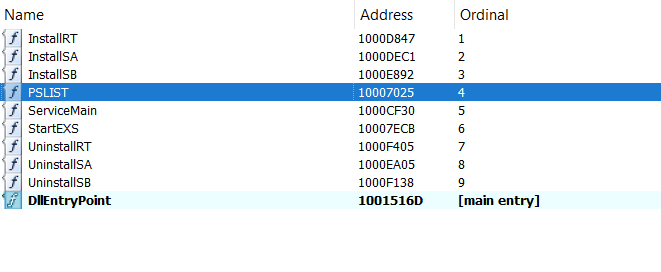 Name Address Ordinal
InstallRT 1000D847 1
InstallSA 1000DEC1 2
InstallSB 1000E892 3
PSLIST 10007025 4
ServiceMain 1000CF30 5
StartEXS 10007ECB 6
UninstallRT 1000F405 7
UninstallSA 1000EA05 8
UninstallSB 1000F138 9
DllEntryPoint 1001516D [main entry]